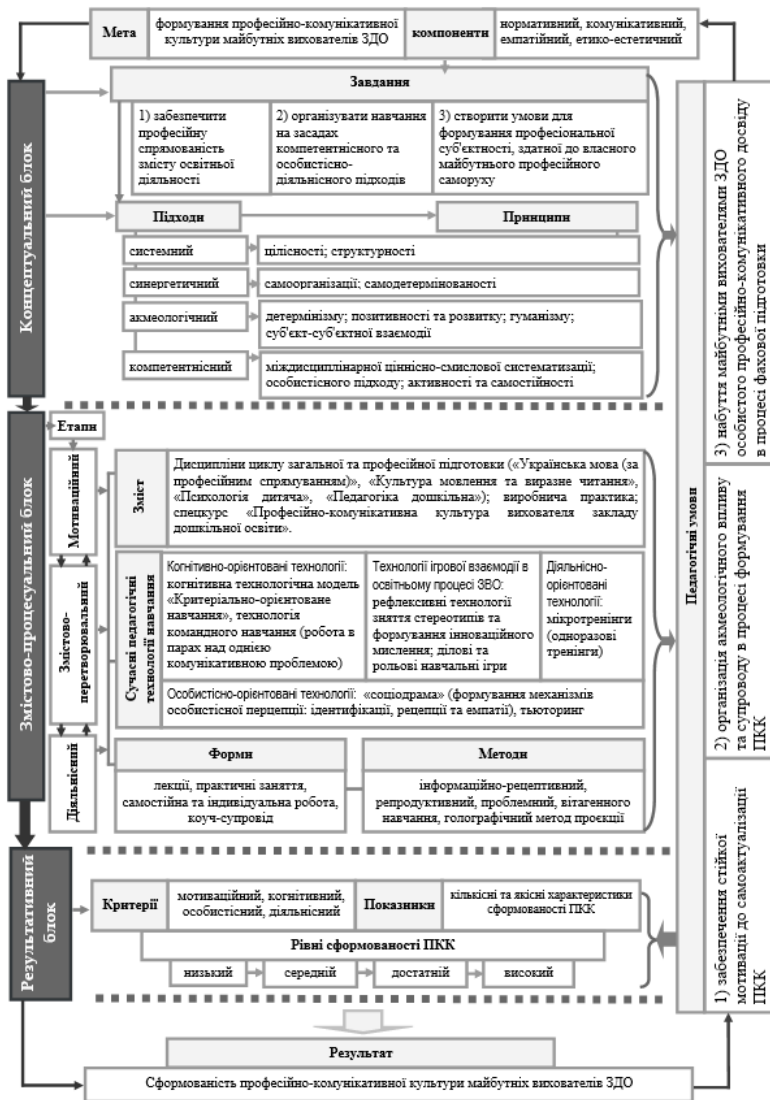 Мета
формування професійно-комунікативної
культури майбутніх вихователів ЗДО
компоненти
нормативний, комунікативний,
емпатійний, етико-естетичний
Концептуальний блок
Завдання
1) забезпечити
професійну
спрямованість
змісту освітньої
діяльності
2) організувати навчання
на засадах
компетентнісного та
особистісно-
діяльнісного підходів
3) створити умови для
формування професіональної
суб'єктності, здатної до власного
майбутнього професійного
саморуху
Підходи
Принципи
системний
цілісності; структурності
синергетичний
самоорганізації; самодетермінованості
акмеологічний
детермінізму; позитивності та розвитку; гуманізму;
суб'єкт-суб'єктної взаємодії
компетентнісний
міждисциплінарної ціннісно-смислової систематизації;
особистісного підходу; активності та самостійності
Змістово-процесуальний блок
Етапи
Мотиваційний
Змістово-
перетворювальний
Діяльнісний
Зміст
Дисципліни циклу загальної та професійної підготовки («Українська мова (за
професійним спрямуванням)», «Культура мовлення та виразне читання»,
«Психологія дитяча», «Педагогіка дошкільна»); виробнича практика;
спецкурс «Професійно-комунікативна культура вихователя закладу
дошкільної освіти».
Сучасні педагогічні
технології навчання
Когнітивно-орієнтовані технології:
когнітивна технологічна модель
«Критеріально-орієнтоване
навчання», технологія
командного навчання (робота в
парах над однією
комунікативною проблемою)
Технології ігрової взаємодії в
освітньому процесі ЗВО:
рефлексивні технології
зняття стереотипів та
формування інноваційного
мислення; ділові та
рольові навчальні ігри
Діяльнісно-
орієнтовані
технології:
мікротренінги
(одноразові
тренінги)
Особистісно-орієнтовані технології: «соціодрама» (формування механізмів
особистісної перцепції: ідентифікації, рецепції та емпатії), тьюторинг
Форми
лекції, практичні заняття,
самостійна та індивідуальна робота,
коуч-супровід
Методи
інформаційно-рецептивний,
репродуктивний, проблемний, вітагенного
навчання, голографічний метод проєкції
Результативний
блок
Критерії
мотиваційний, когнітивний,
особистісний, діяльнісний
Показники
кількісні та якісні характеристики
сформованості ПКК
Рівні сформованості ПКК
низький
середній
достатній
високий
Результат
Сформованість професійно-комунікативної культури майбутніх вихователів ЗДО
Педагогічні умови
1) забезпечення стійкої
мотивації до самоактуалізації
ПКК
2) організація акмеологічного впливу
та супроводу в процесі формування
ПКК
3) набуття майбутніми вихователями ЗДО
особистого професійно-комунікативного досвіду
в процесі фахової підготовки